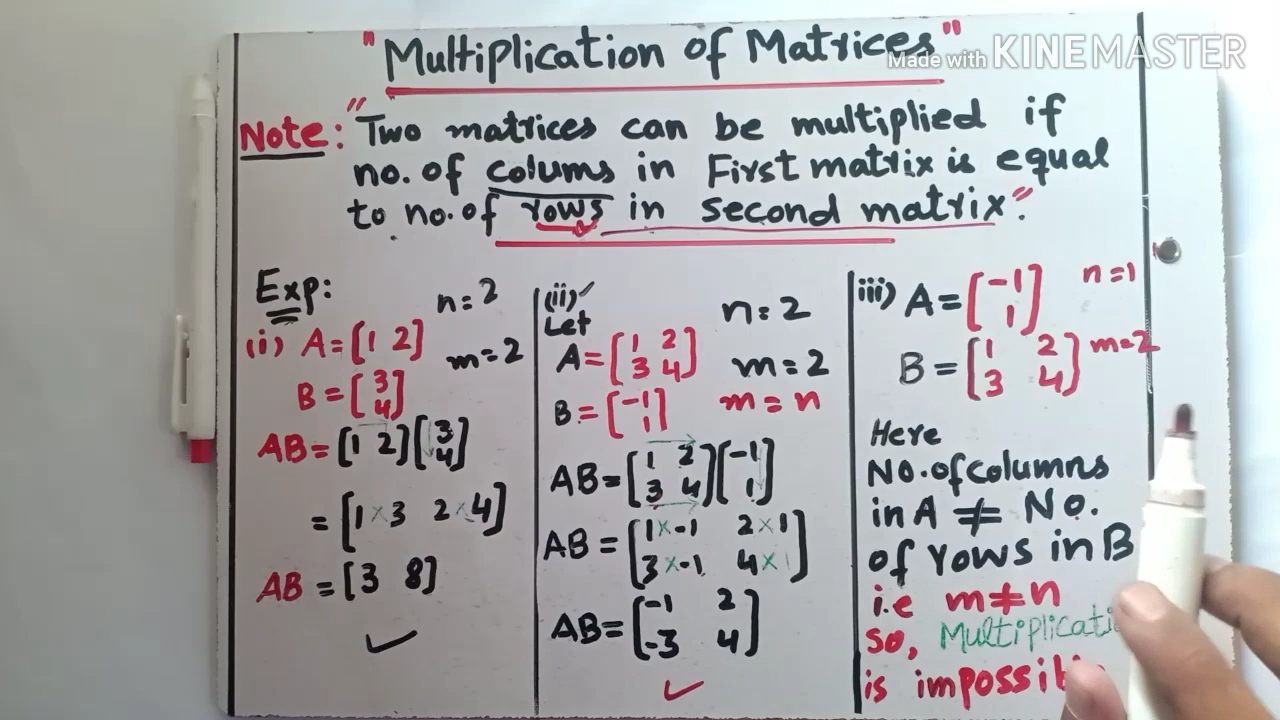 "Multiplication of Matrices"
Made with KINEMASTER
Note: "Two matrices can be multiplied if
no. of colums in First matrix is equal
to no. of rows in second matrix".
Exp:
n=2
(i) A=[1 2]
m=2
B=[3
4]
AB=[1 2][3
4]
=[1×3 2×4]
AB=[3 8]
(ii)
Let
n=2
A=[1 2
3 4]
m=2
B=[-1
1]
m=n
AB=[1 2
3 4][-1
1]
AB=[1×-1 2×1
3×-1 4×1]
AB=[-1 2
-3 4]
iii) A=[-1
1]
n=1
B=[1 2
3 4]
m=2
Here
No. of columns
in A ≠ No.
of rows in B
i.e m≠n
so, Multiplicati
is impossib